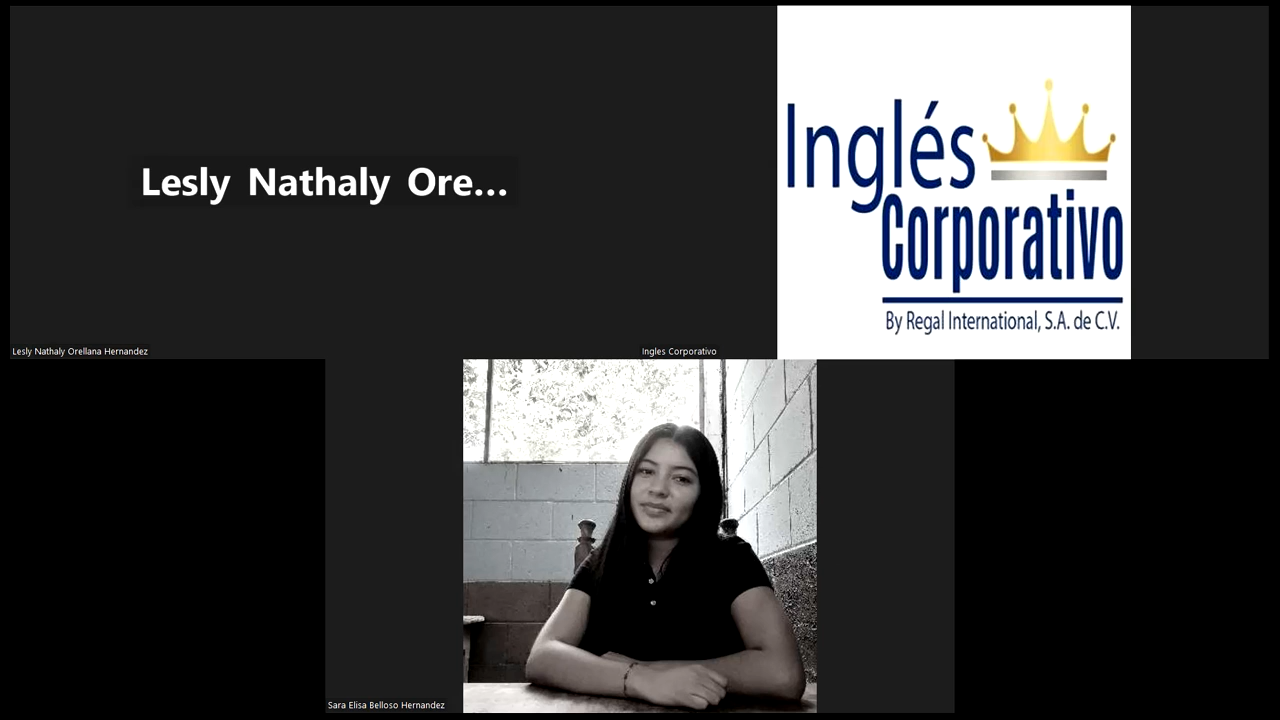 Lesly Nathaly Ore...
Inglés
Corporativo
By Regal International, S.A. de C.V.
Lesly Nathaly Orellana Hernandez
Ingles Corporativo
Sara Elisa Belloso Hernandez